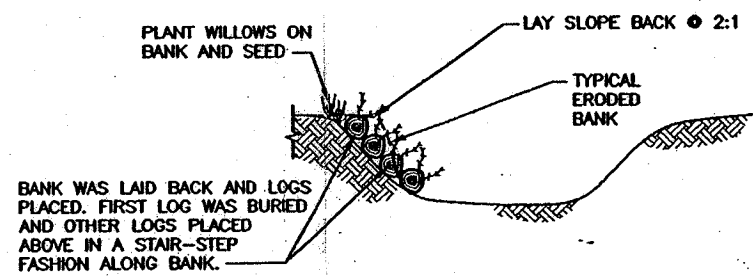 PLANT WILLOWS ON
BANK AND SEED
LAY SLOPE BACK @ 2:1
TYPICAL
ERODED
BANK
BANK WAS LAID BACK AND LOGS
PLACED. FIRST LOG WAS BURIED
AND OTHER LOGS PLACED
ABOVE IN A STAIR-STEP
FASHION ALONG BANK.